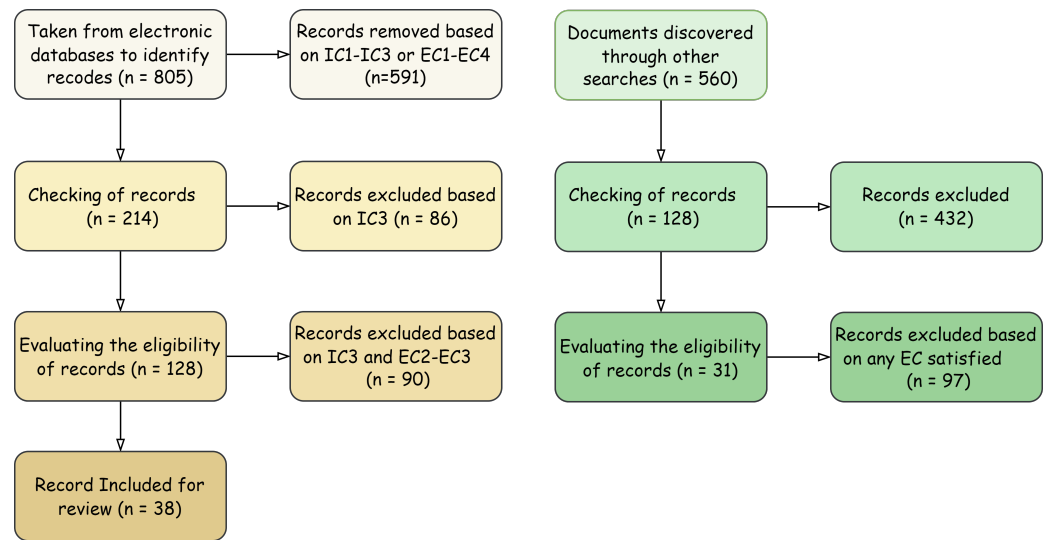 Taken from electronic
databases to identify
recodes (n = 805)
Records removed based
on IC1-IC3 or EC1-EC4
(n=591)
Checking of records
(n = 214)
Records excluded based
on IC3 (n = 86)
Evaluating the eligibility
of records (n = 128)
Records excluded based
on IC3 and EC2-EC3
(n = 90)
Record Included for
review (n = 38)
Documents discovered
through other
searches (n = 560)
Checking of records
(n = 128)
Records excluded
(n = 432)
Evaluating the eligibility
of records (n = 31)
Records excluded based
on any EC satisfied
(n = 97)